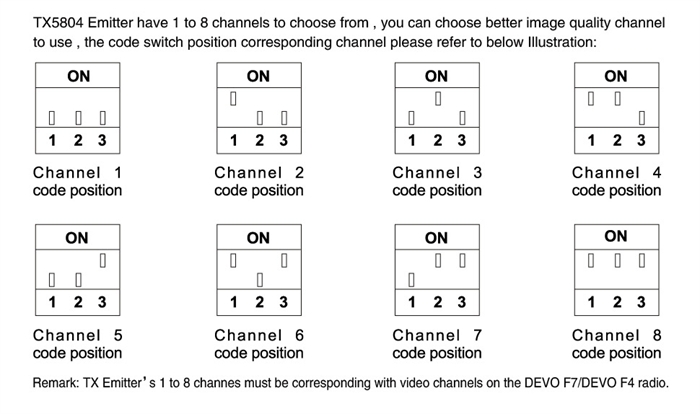 TX5804 Emitter have 1 to 8 channels to choose from , you can choose better image quality channel
to use , the code switch position corresponding channel please refer to below Illustration:
ON
1 2 3
Channel 1
code position
ON
1 2 3
Channel 2
code position
ON
1 2 3
Channel 3
code position
ON
1 2 3
Channel 4
code position
ON
1 2 3
Channel 5
code position
ON
1 2 3
Channel 6
code position
ON
1 2 3
Channel 7
code position
ON
1 2 3
Channel 8
code position
Remark: TX Emitter’s 1 to 8 channes must be corresponding with video channels on the DEVO F7/DEVO F4 radio.